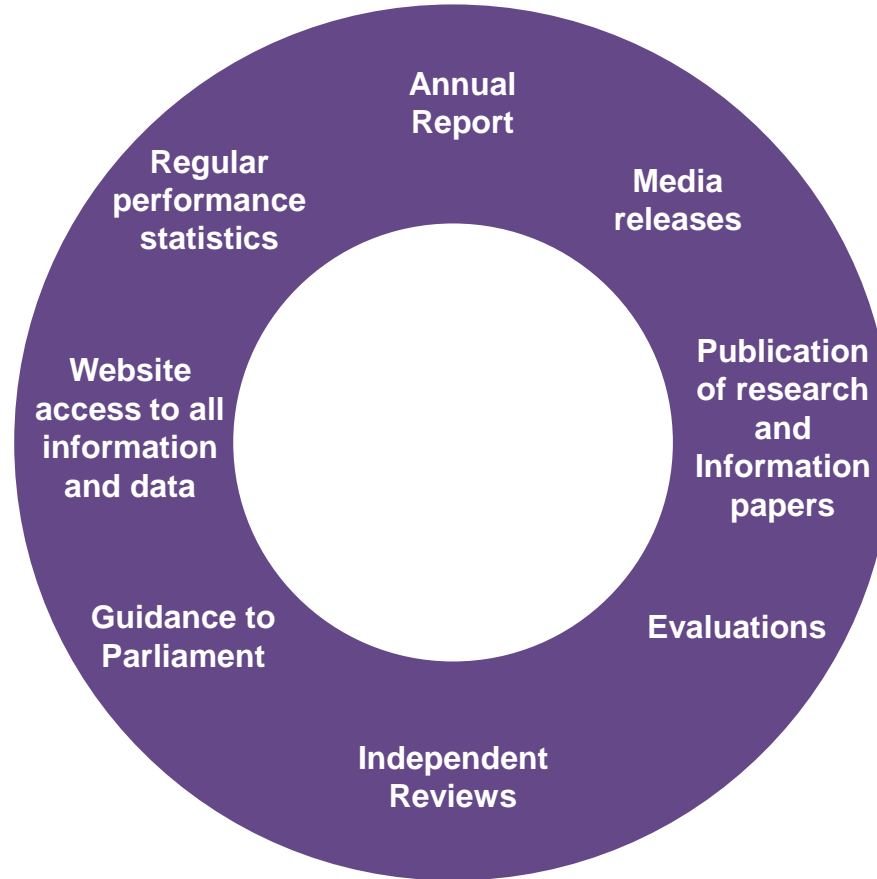 Annual
Report
Media
releases
Publication
of research
and
Information
papers
Evaluations
Independent
Reviews
Guidance to
Parliament
Website
access to all
information
and data
Regular
performance
statistics